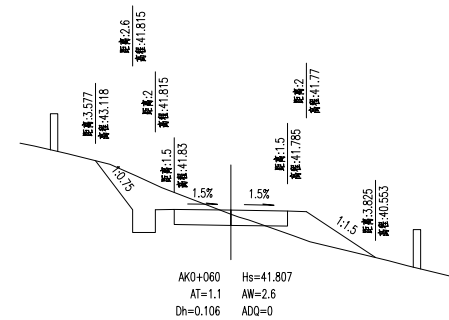 距离:2.6
高程:41.815
距离:3.577
高程:43.118
距离:2
高程:41.815
距离:1.5
高程:41.83
距离:1.5
高程:41.785
距离:2
高程:41.77
距离:3.825
高程:40.553
1:0.75
1.5%
1.5%
1:1.5
AK0+060 Hs=41.807
AT=1.1 AW=2.6
Dh=0.106 ADQ=0